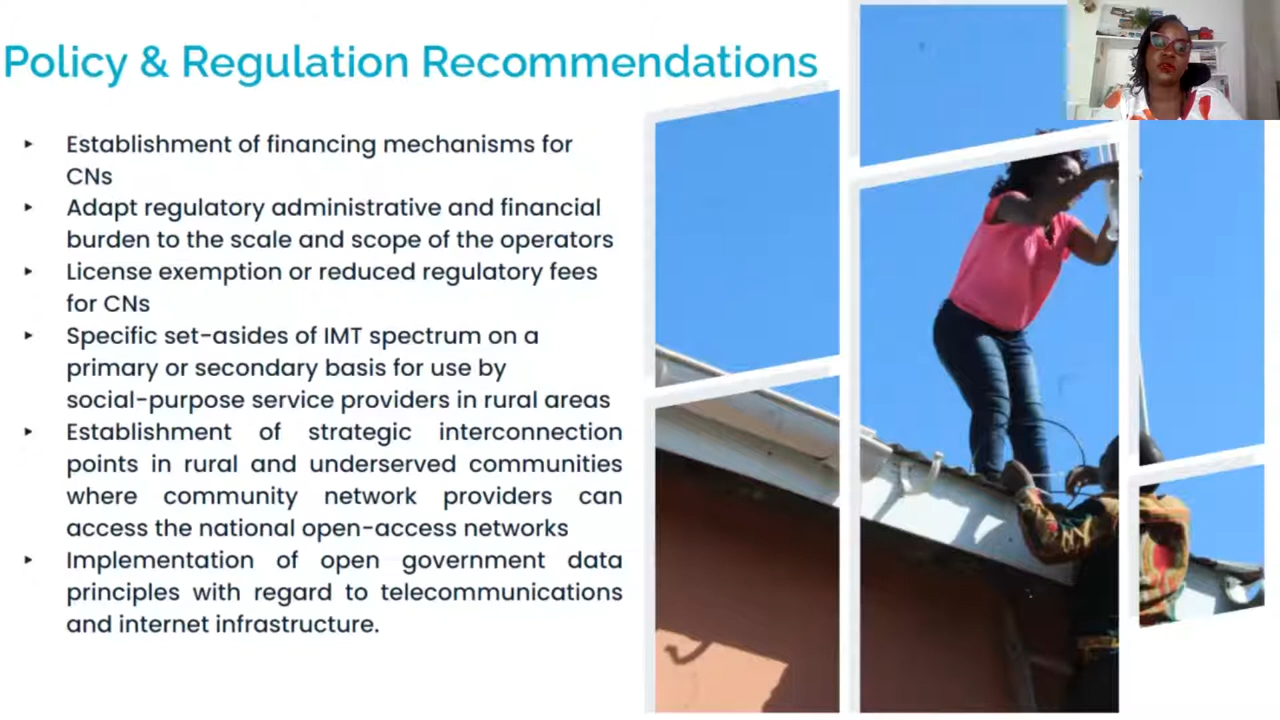 Policy & Regulation Recommendations
‣ Establishment of financing mechanisms for
CNs
‣ Adapt regulatory administrative and financial
burden to the scale and scope of the operators
‣ License exemption or reduced regulatory fees
for CNs
‣ Specific set-asides of IMT spectrum on a
primary or secondary basis for use by
social-purpose service providers in rural areas
‣ Establishment of strategic interconnection
points in rural and underserved communities
where community network providers can
access the national open-access networks
‣ Implementation of open government data
principles with regard to telecommunications
and internet infrastructure.